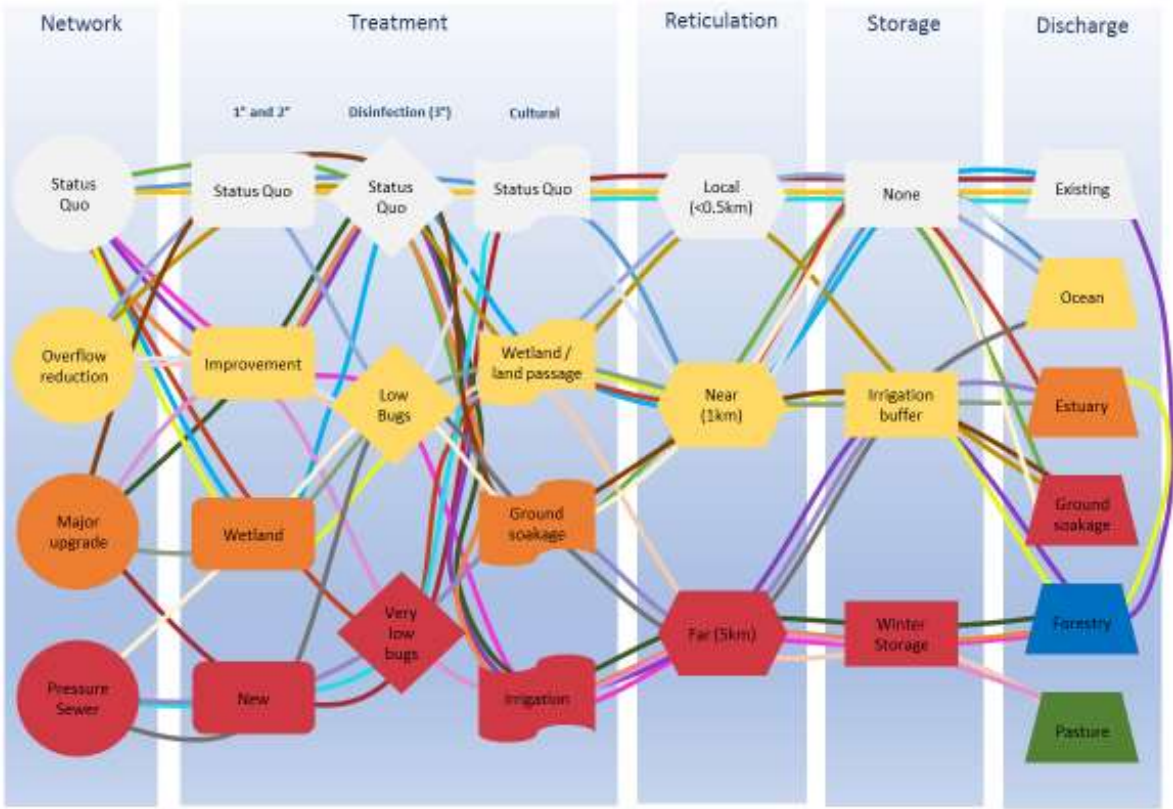 Network
Treatment
Reticulation
Storage
Discharge
1° and 2°
Disinfection (3°)
Cultural
Status
Quo
Status Quo
Status
Quo
Status Quo
Local
(<0.5km)
None
Existing
Ocean
Overflow
reduction
Improvement
Low
Bugs
Wetland /
land passage
Near
(1km)
Irrigation
buffer
Estuary
Major
upgrade
Wetland
Ground
soakage
Ground
soakage
Very
low
bugs
Far (5km)
Winter
Storage
Forestry
Pressure
Sewer
New
Irrigation
Pasture